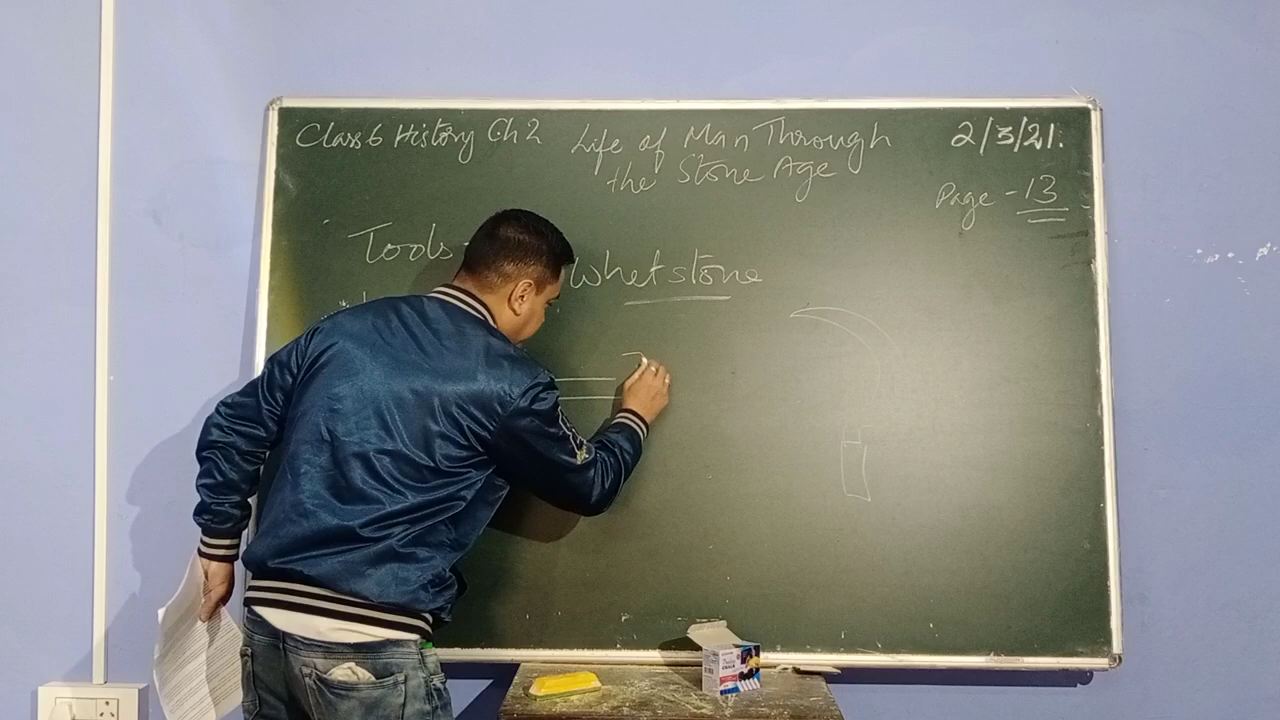 Class 6 History Ch 2 Life of Man Through 2/3/21.
the Stone Age
Page - 13
Tools -
Whetstone
CHALK